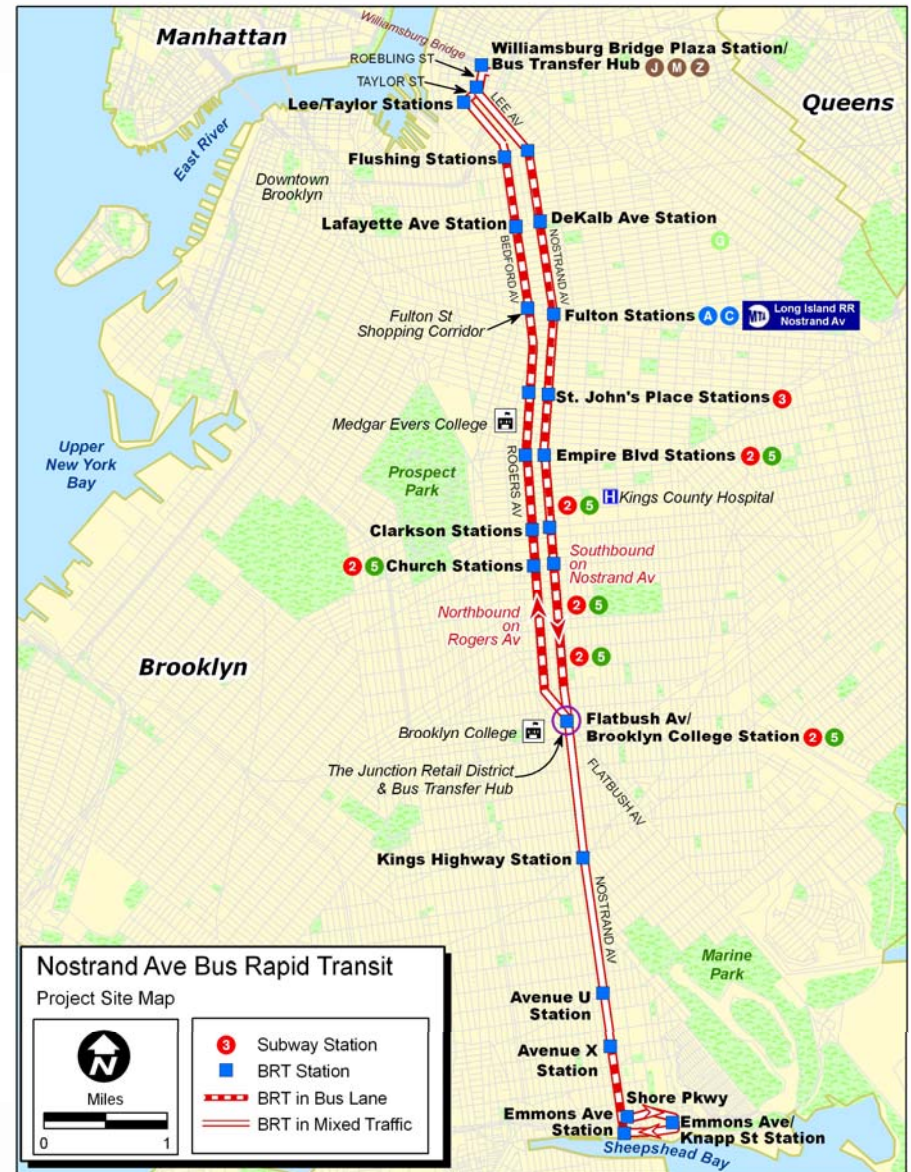 Manhattan
Williamsburg Bridge
ROEBLING ST
Williamsburg Bridge Plaza Station/
Bus Transfer Hub J M Z
TAYLOR ST
Lee/Taylor Stations
LEE AV
Queens
East River
Flushing Stations
Downtown
Brooklyn
Lafayette Ave Station
DeKalb Ave Station
G
BEDFORD AV
NOSTRAND AV
Fulton St
Shopping Corridor
Fulton Stations A C
MTA
Long Island RR
Nostrand Av
St. John's Place Stations 3
Medgar Evers College
Upper
New York
Bay
ROGERS AV
Empire Blvd Stations 2 5
Prospect
Park
2 5 H Kings County Hospital
Clarkson Stations
2 5 Church Stations
Southbound
on
Nostrand Av
2 5
Northbound
on
Rogers Av
2 5
Brooklyn
Flatbush Av/
Brooklyn College Station 2 5
Brooklyn College
The Junction Retail District
& Bus Transfer Hub
FLATBUSH AV
Kings Highway Station
NOSTRAND AV
Marine
Park
Avenue U
Station
Avenue X
Station
Shore Pkwy
Emmons Ave
Station
Emmons Ave/
Knapp St Station
Sheepshead Bay
Nostrand Ave Bus Rapid Transit
Project Site Map
N
Miles
0 1
3 Subway Station
BRT Station
BRT in Bus Lane
BRT in Mixed Traffic